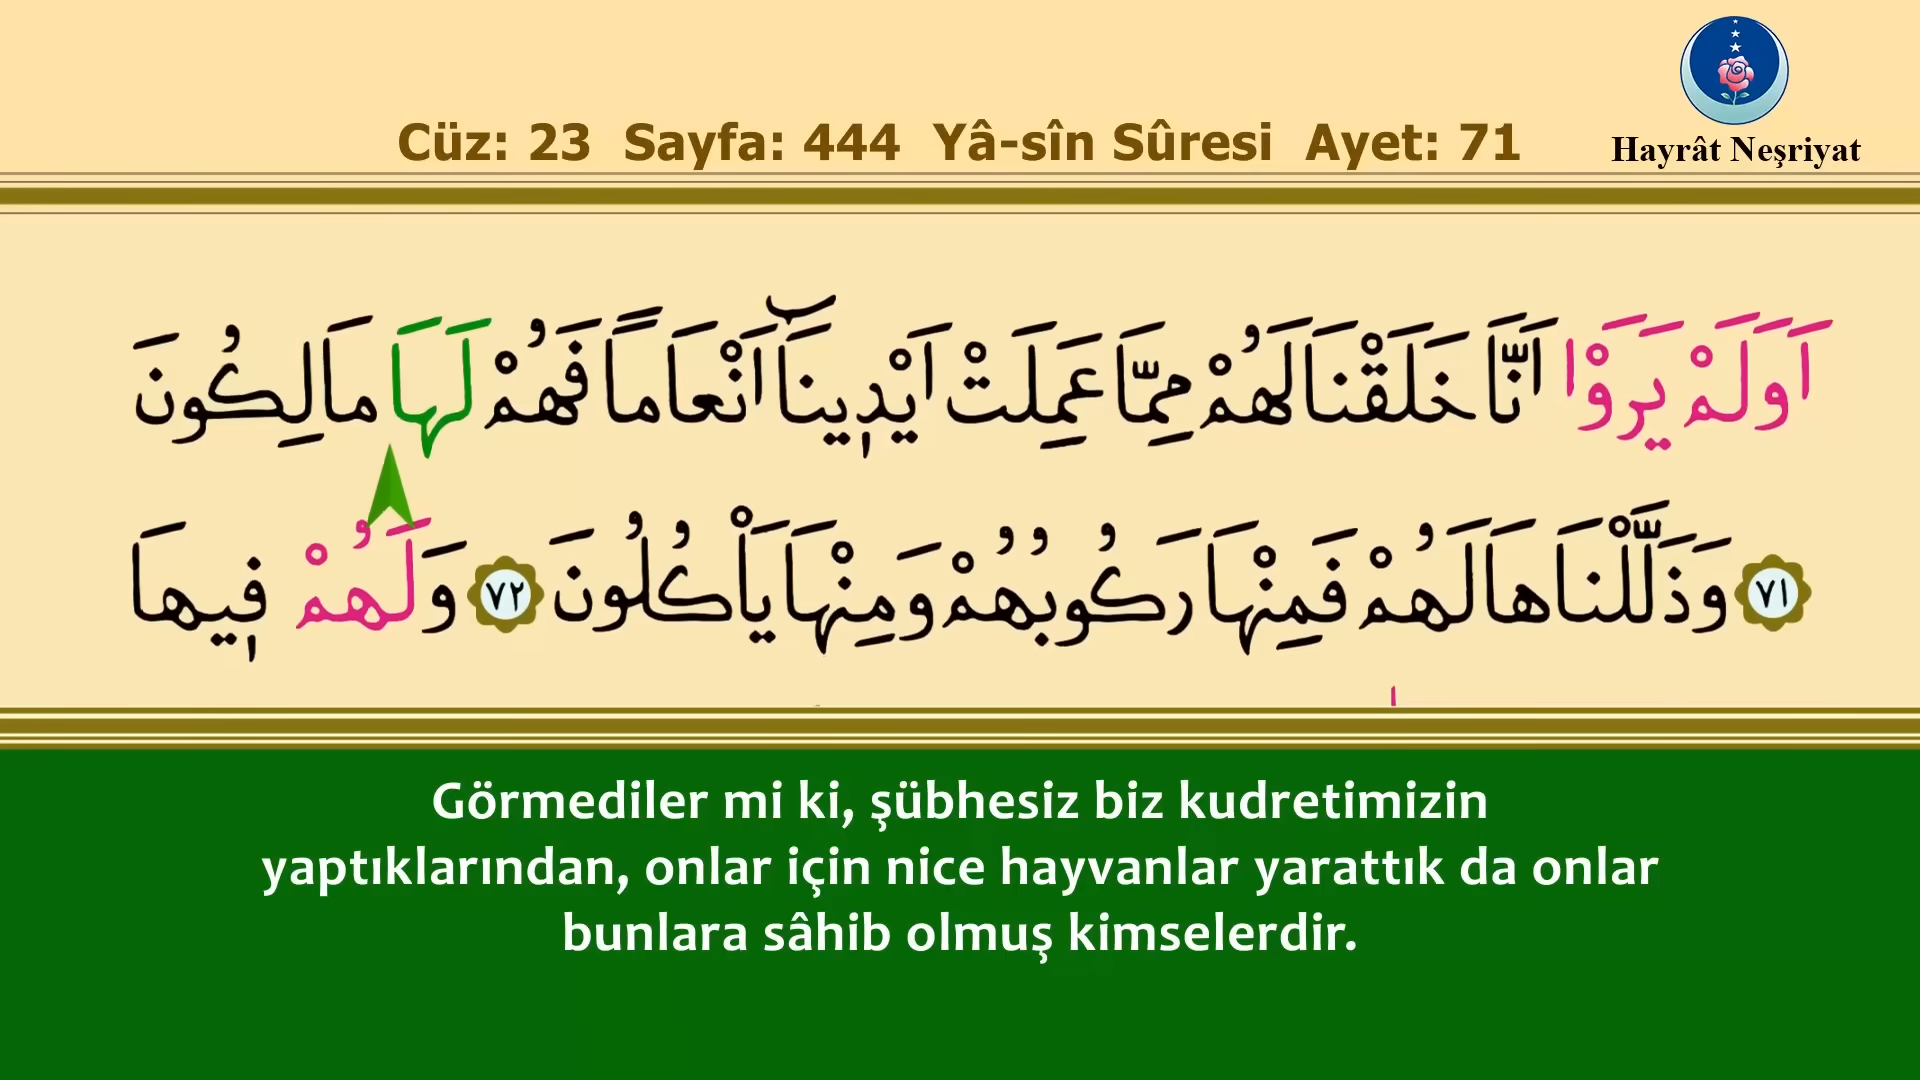 Cüz: 23 Sayfa: 444 Yâ-sîn Sûresi Ayet: 71
Hayrât Neşriyat
اَوَلَمْ يَرَوْا اَنَّا خَلَقْنَا لَهُمْ مِمَّا عَمِلَتْ اَيْدٖينَٓا اَنْعَاماً فَهُمْ لَهَا مَالِكُونَ
٧١ وَذَلَّلْنَاهَا لَهُمْ فَمِنْهَا رَكُوبُهُمْ وَمِنْهَا يَأْكُلُونَ ٧٢ وَلَهُمْ فٖيهَا
Görmediler mi ki, şübhesiz biz kudretimizin
yaptıklarından, onlar için nice hayvanlar yarattık da onlar
bunlara sâhib olmuş kimselerdir.